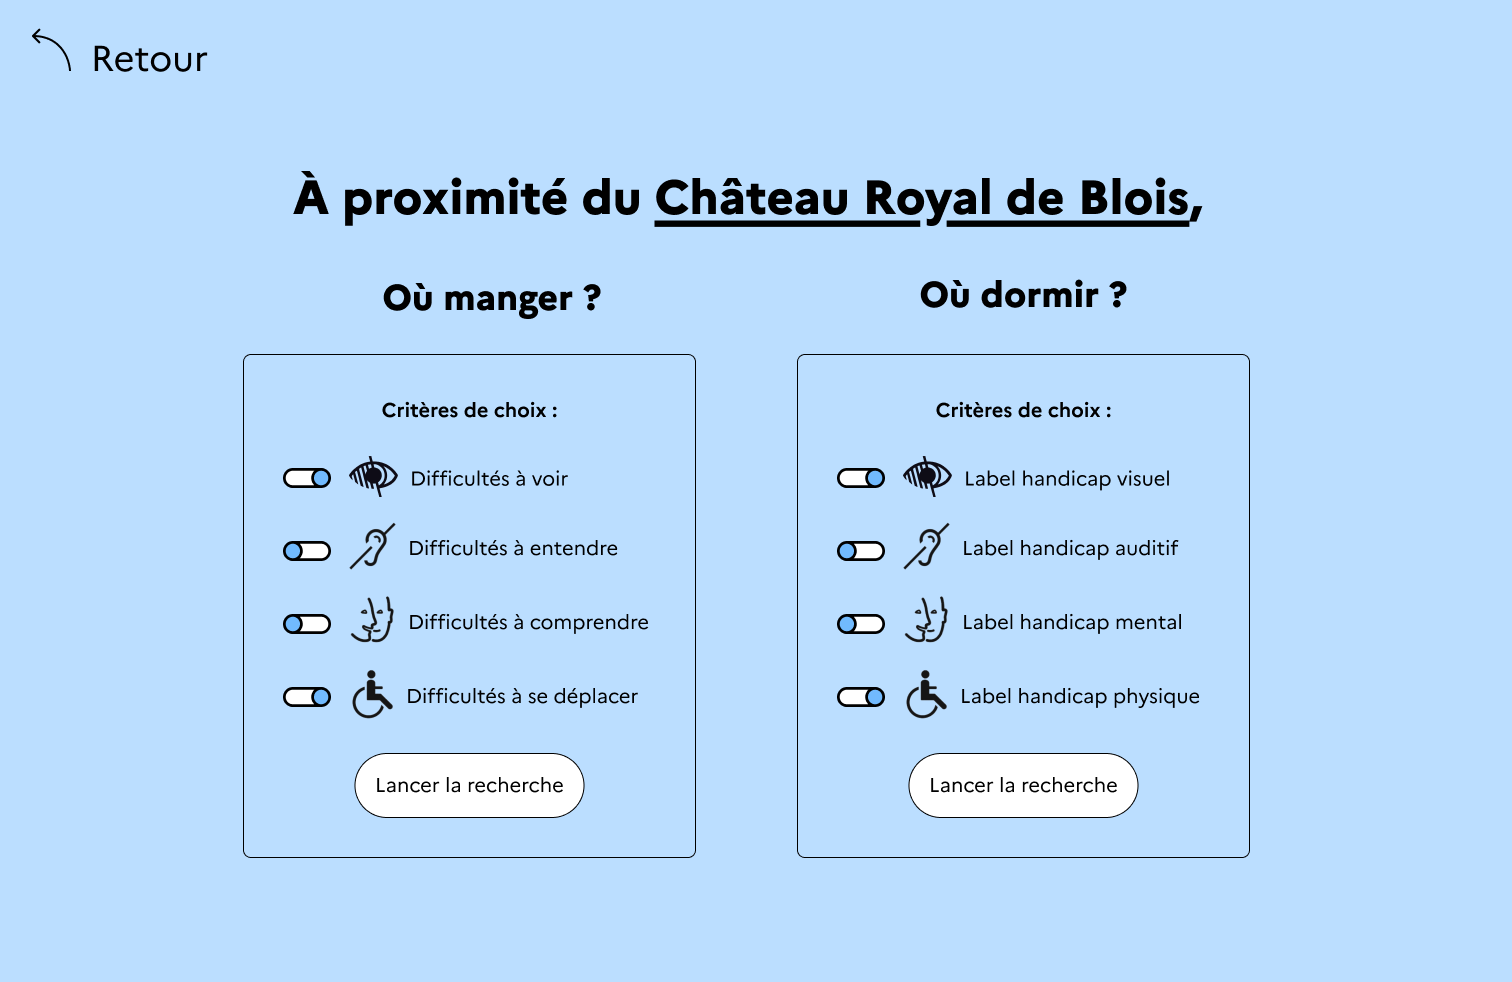 Retour
À proximité du Château Royal de Blois,
Où manger ?
Critères de choix :
Difficultés à voir
Difficultés à entendre
Difficultés à comprendre
Difficultés à se déplacer
Lancer la recherche
Où dormir ?
Critères de choix :
Label handicap visuel
Label handicap auditif
Label handicap mental
Label handicap physique
Lancer la recherche